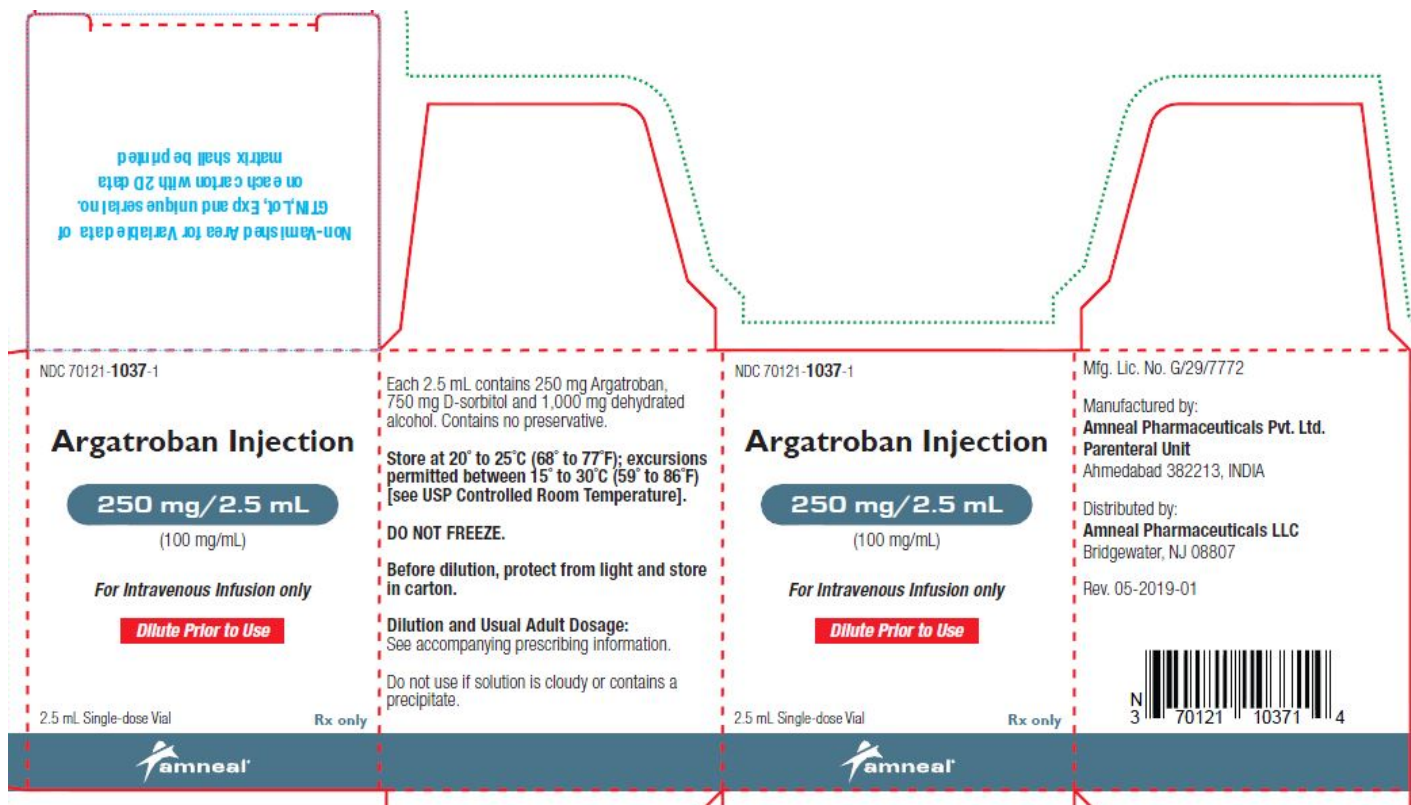 Non-Varnished Area for Variable data of
GTIN,Lot, Exp and unique serial no.
on each carton with 2D data
matrix shall be printed
NDC 70121-1037-1
Argatroban Injection
250 mg/2.5 mL
(100 mg/mL)
For Intravenous Infusion only
Dilute Prior to Use
2.5 mL Single-dose Vial
Rx only
amneal®
Each 2.5 mL contains 250 mg Argatroban,
750 mg D-sorbitol and 1,000 mg dehydrated
alcohol. Contains no preservative.
Store at 20˚ to 25˚C (68˚ to 77˚F); excursions
permitted between 15˚ to 30˚C (59˚ to 86˚F)
[see USP Controlled Room Temperature].
DO NOT FREEZE.
Before dilution, protect from light and store
in carton.
Dilution and Usual Adult Dosage:
See accompanying prescribing information.
Do not use if solution is cloudy or contains a
precipitate.
NDC 70121-1037-1
Argatroban Injection
250 mg/2.5 mL
(100 mg/mL)
For Intravenous Infusion only
Dilute Prior to Use
2.5 mL Single-dose Vial
Rx only
amneal®
Mfg. Lic. No. G/29/7772
Manufactured by:
Amneal Pharmaceuticals Pvt. Ltd.
Parenteral Unit
Ahmedabad 382213, INDIA
Distributed by:
Amneal Pharmaceuticals LLC
Bridgewater, NJ 08807
Rev. 05-2019-01
N
3 70121 10371 4